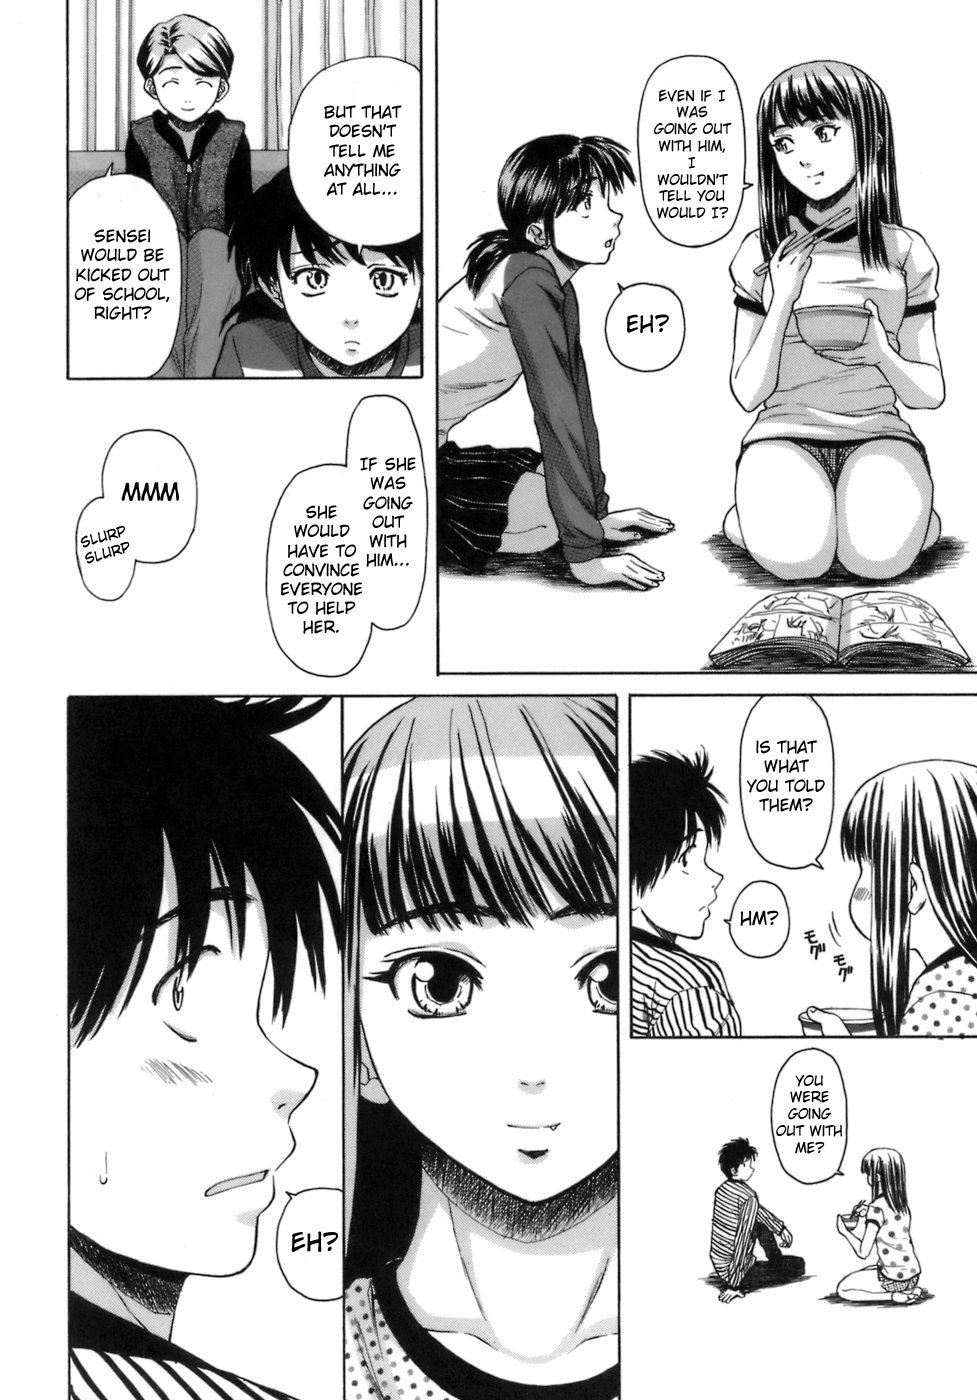 EVEN IF I
WAS
GOING OUT
WITH HIM,
I
WOULDN'T
TELL YOU
WOULD I?
EH?
BUT THAT
DOESN'T
TELL ME
ANYTHING
AT ALL...
SENSEI
WOULD BE
KICKED OUT
OF SCHOOL,
RIGHT?
IF SHE
WAS
GOING
OUT
WITH
HIM...
SHE
WOULD
HAVE TO
CONVINCE
EVERYONE
TO HELP
HER.
MMM
SLURP
SLURP
IS THAT
WHAT
YOU TOLD
THEM?
HM?
モグ
モグ
YOU
WERE
GOING
OUT WITH
ME?
EH?